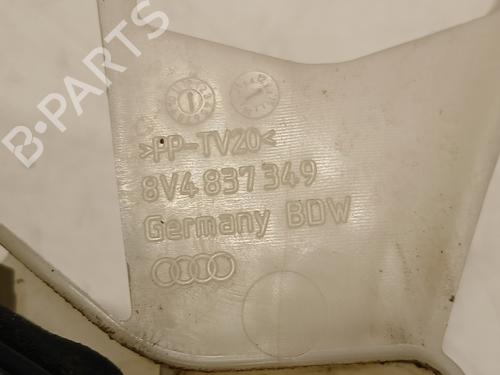 B-PARTS
>PP-TV20<
8V4 837 349
Germany BDW